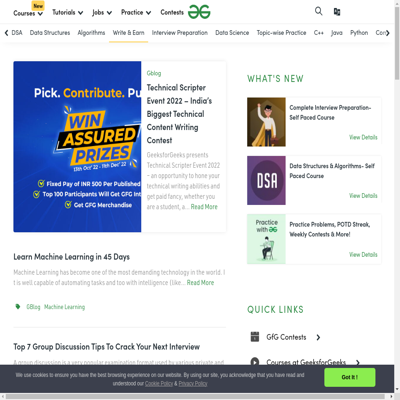 New
Courses Tutorials Jobs Practice Contests
DSA Data Structures Algorithms Write & Earn Interview Preparation Data Science Topic-wise Practice C++ Java Python
Pick. Contribute.
WIN
ASSURED
PRIZES
13th Oct' 22 - 11th Dec' 22
Fixed Pay of INR 500 Per Published
Top 100 Participants Will Get GFG
Get GFG Merchandise
Gblog
Technical Scripter
Event 2022 – India's
Biggest Technical
Content Writing
Contest
GeeksforGeeks presents
Technical Scripter Event 2022
– an opportunity to hone your
technical writing abilities and
get paid fancy, whether you
are a student, a... Read More
Learn Machine Learning in 45 Days
Machine Learning has become one of the most demanding technology in the world. I
t is well capable of automating tasks and too with intelligence (like... Read More
GBlog Machine Learning
Top 7 Group Discussion Tips To Crack Your Next Interview
A group discussion is a very popular examination format used by various private and
WHAT'S NEW
Complete Interview Preparation-
Self Paced Course
View Details
DSA
Data Structures & Algorithms- Self
Paced Course
View Details
Practice
with
Practice Problems, POTD Streak,
Weekly Contests & More!
View Details
QUICK LINKS
GfG Contests
Courses at GeeksforGeeks
We use cookies to ensure you have the best browsing experience on our website. By using our site, you acknowledge that you have read and
understood our Cookie Policy & Privacy Policy
Got It !